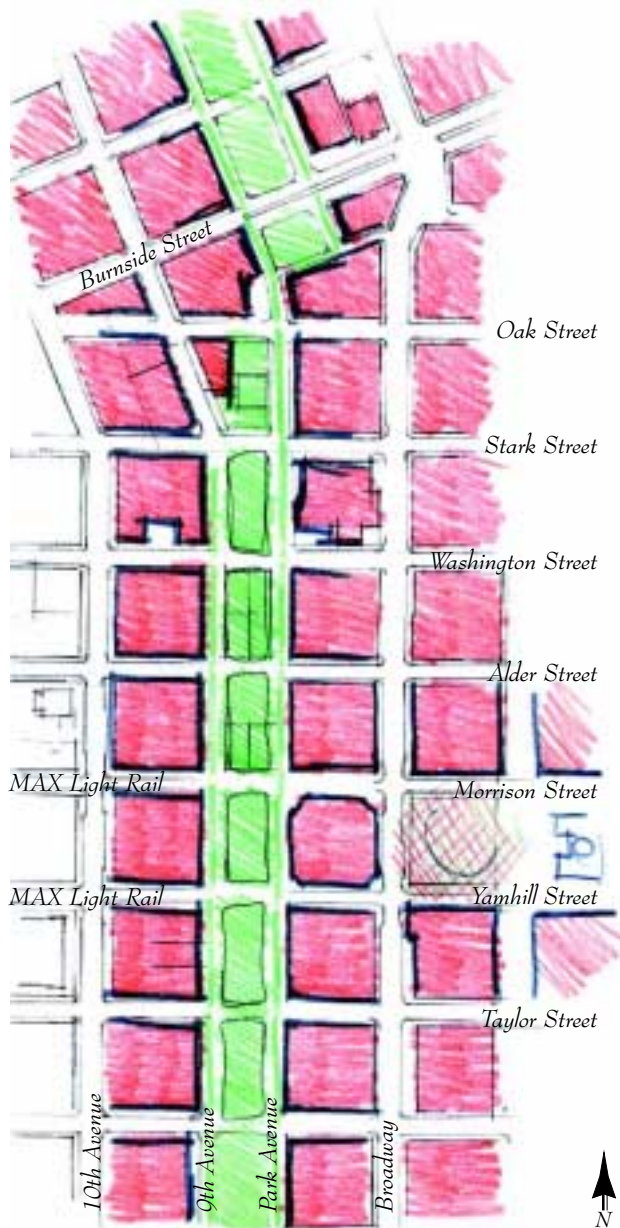 Burnside Street
Oak Street
Stark Street
Washington Street
Alder Street
MAX Light Rail
Morrison Street
MAX Light Rail
Yamhill Street
Taylor Street
10th Avenue
9th Avenue
Park Avenue
Broadway
N